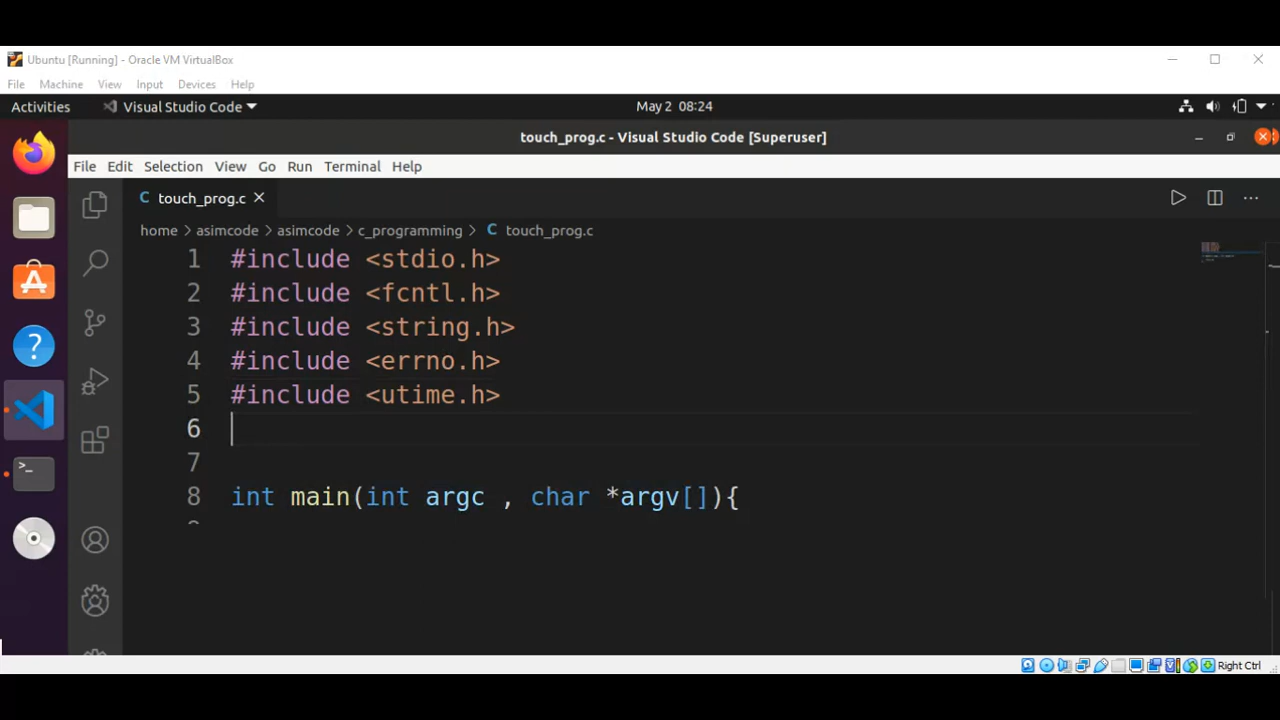 Ubuntu [Running] - Oracle VM VirtualBox
File Machine View Input Devices Help
Activities Visual Studio Code May 2 08:24
touch_prog.c - Visual Studio Code [Superuser]
File Edit Selection View Go Run Terminal Help
C touch_prog.c
home > asimcode > asimcode > c_programming > C touch_prog.c
1 #include <stdio.h>
2 #include <fcntl.h>
3 #include <string.h>
4 #include <errno.h>
5 #include <utime.h>
6
7
8 int main(int argc , char *argv[]){
Right Ctrl